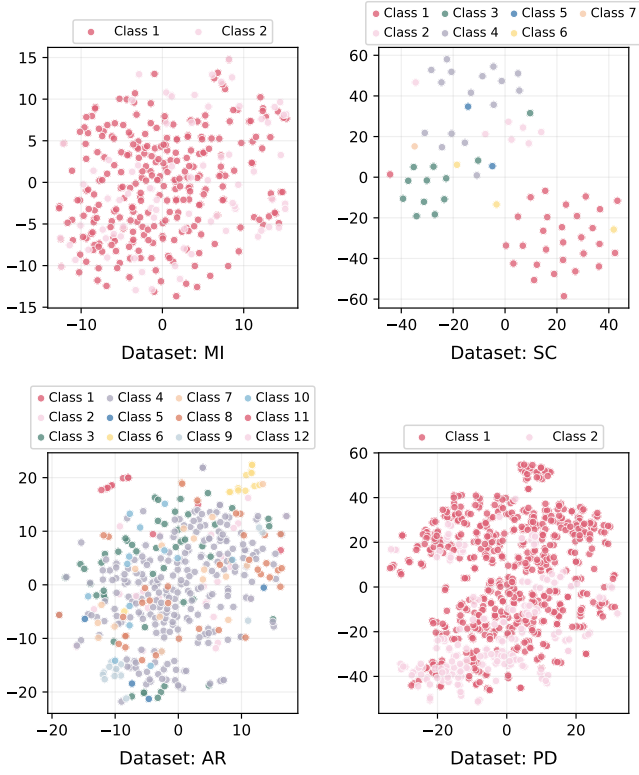 Class 1 Class 2
15
10
5
0
−5
−10
−15
−10 0 10
Dataset: MI
Class 1 Class 3 Class 5 Class 7
Class 2 Class 4 Class 6
60
40
20
0
−20
−40
−60
−40 −20 0 20 40
Dataset: SC
Class 1 Class 4 Class 7 Class 10
Class 2 Class 5 Class 8 Class 11
Class 3 Class 6 Class 9 Class 12
20
10
0
−10
−20
−20 −10 0 10
Dataset: AR
Class 1 Class 2
60
40
20
0
−20
−40
−20 0 20
Dataset: PD